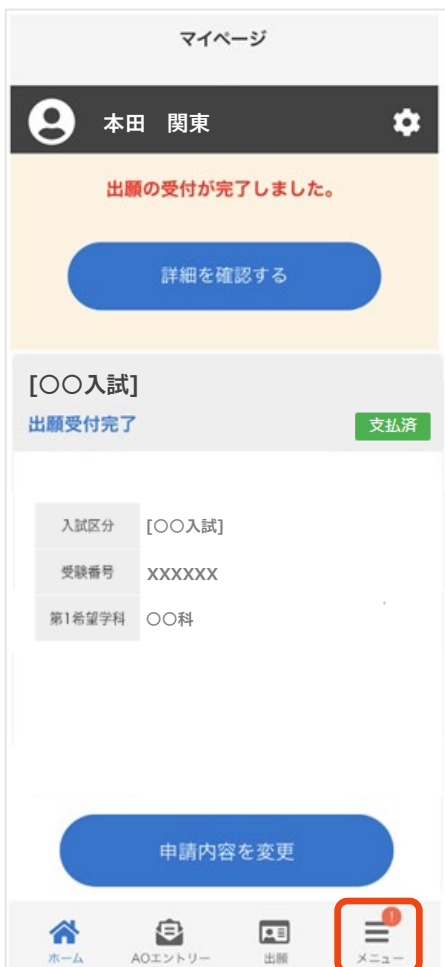 マイページ
本田　関東
出願の受付が完了しました。
詳細を確認する
[〇〇入試]
出願受付完了
支払済
入試区分 [〇〇入試]
受験番号 XXXXXX
第1希望学科 〇〇科
申請内容を変更
!
ホーム AOエントリー 出願 メニュー